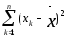 n
∑ (x_k − x̄)²
k=1